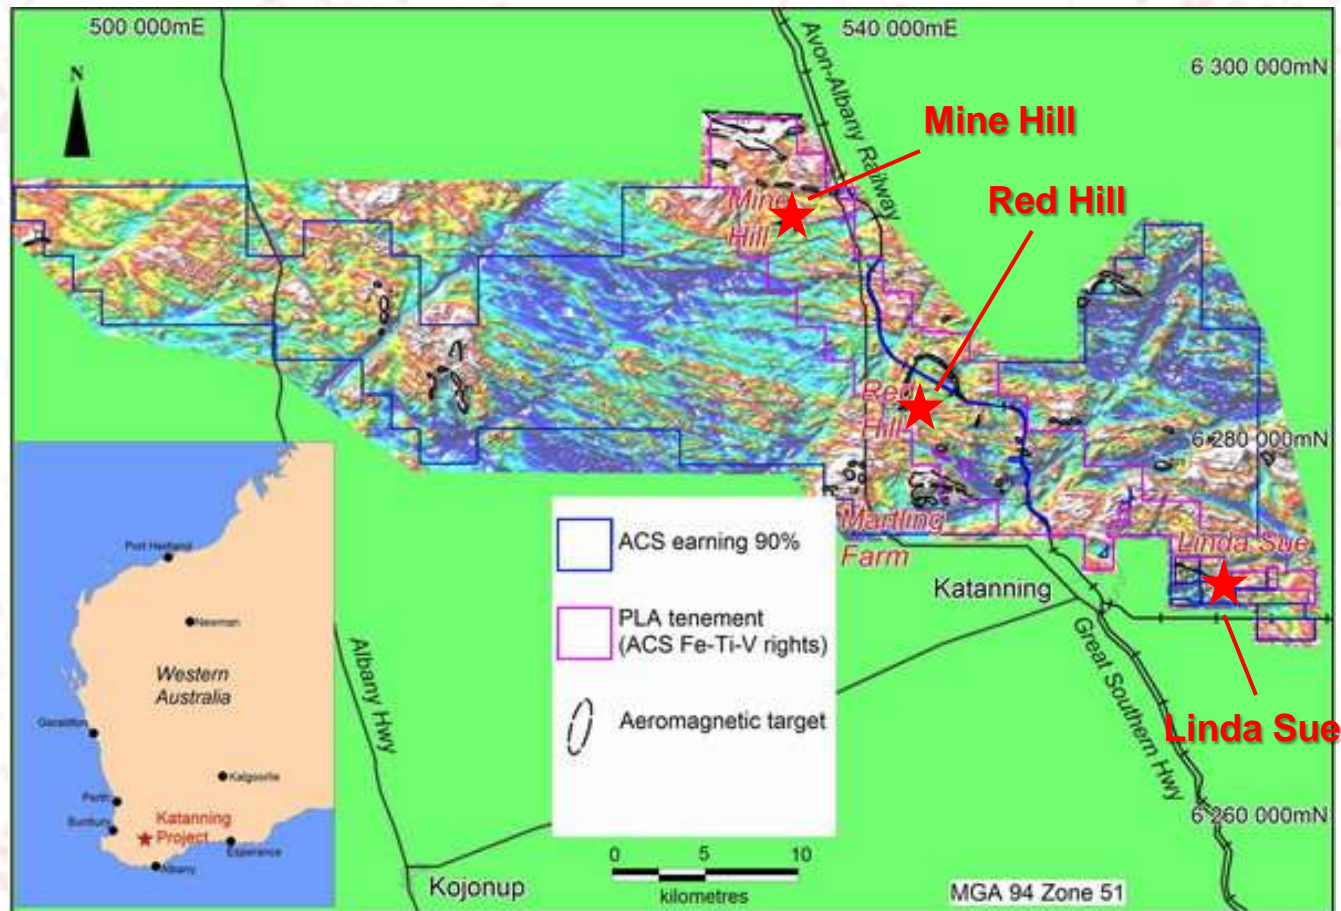 500 000mE
540 000mE
6 300 000mN
N
Avon-Albany Railway
Mine Hill
Red Hill
Mine
Hill
Red
Hill
6 280 000mN
Martling
Farm
Linda Sue
Katanning
Great Southern Hwy
Linda Sue
ACS earning 90%
PLA tenement
(ACS Fe-Ti-V rights)
Aeromagnetic target
Port Hedland
Newman
Western
Australia
Geraldton
Kalgoorlie
Perth
Bunbury
Katanning
Project
Esperance
Albany
Albany Hwy
6 260 000mN
0 5 10
kilometres
Kojonup
MGA 94 Zone 51